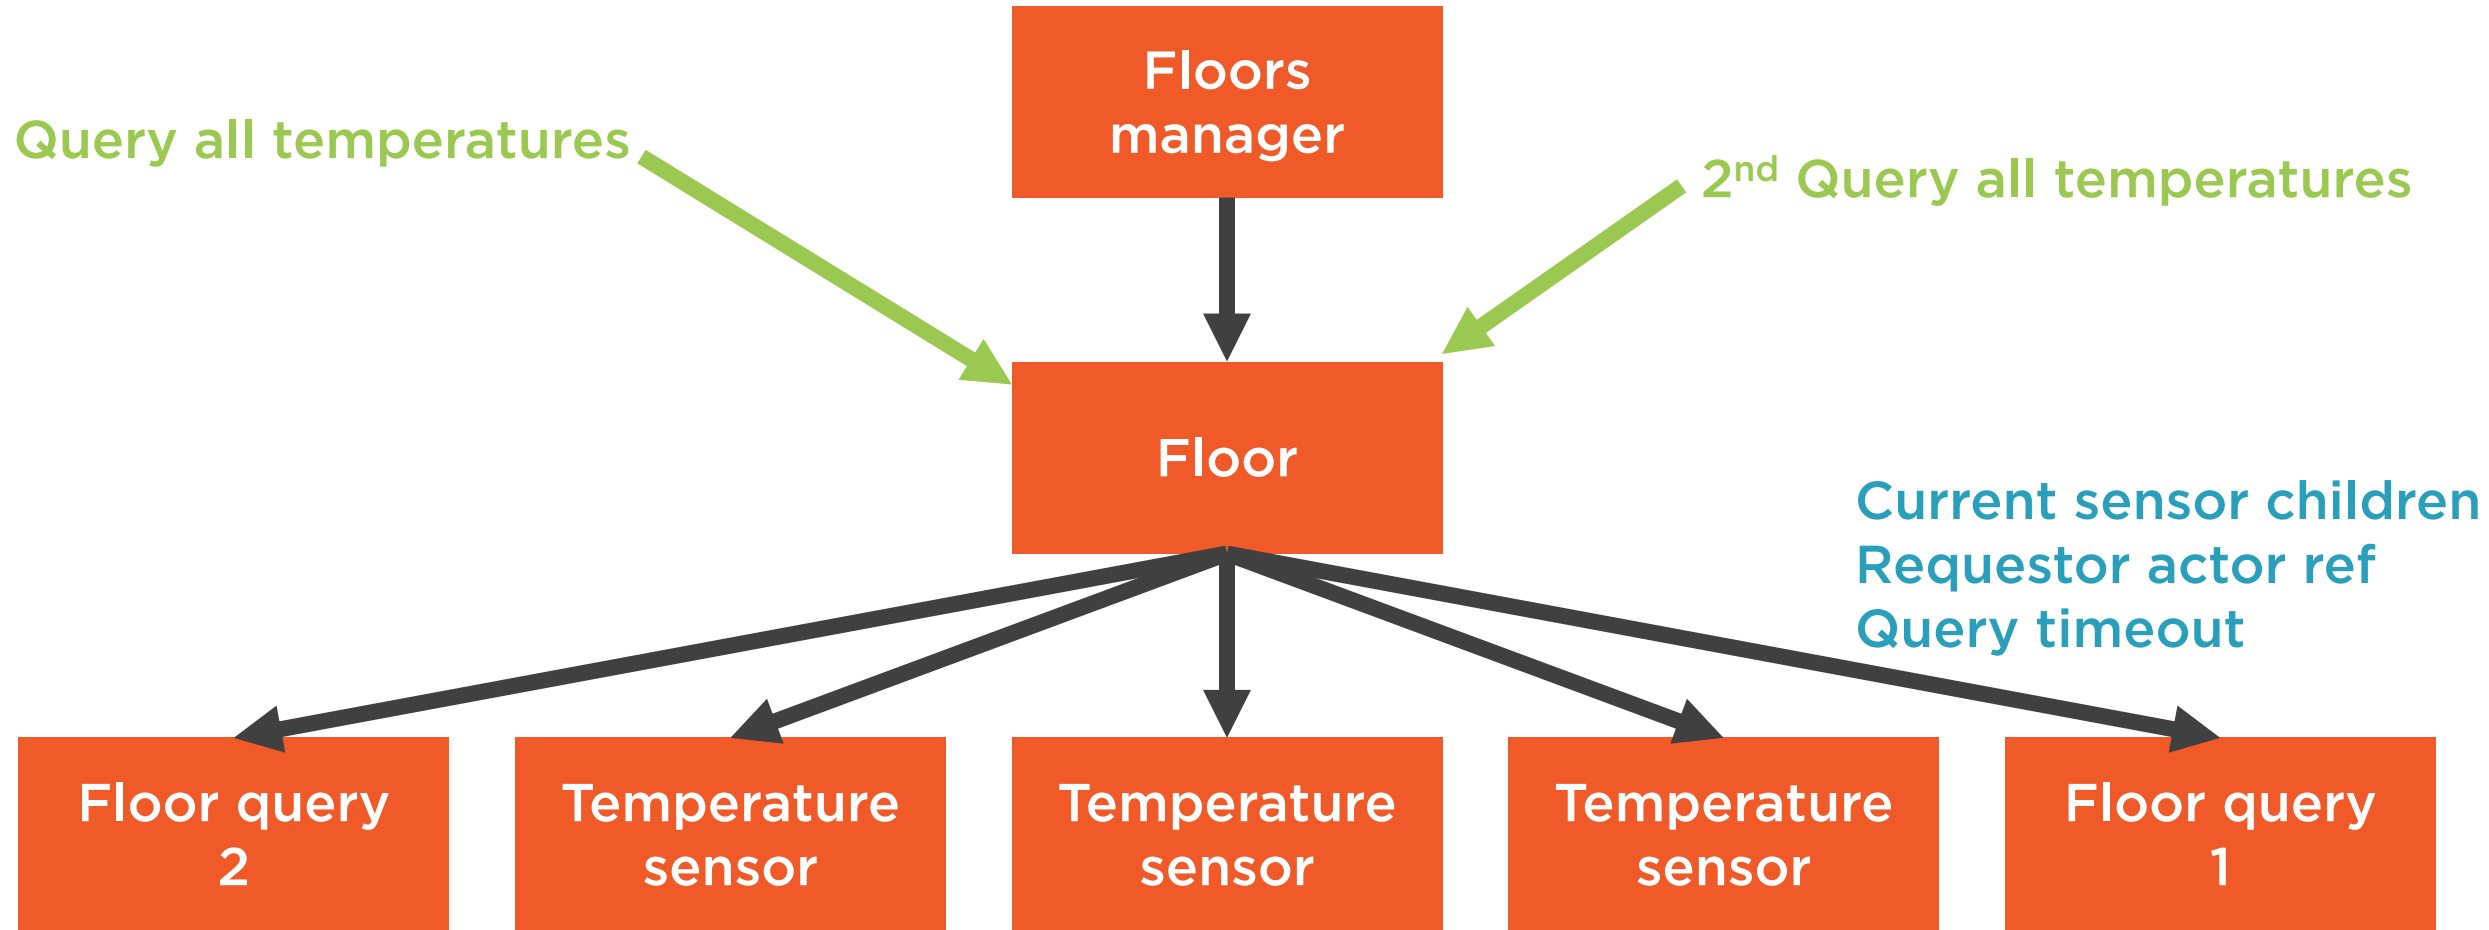 Floors
manager
Query all temperatures
2nd Query all temperatures
Floor
Current sensor children
Requestor actor ref
Query timeout
Floor query
2
Temperature
sensor
Temperature
sensor
Temperature
sensor
Floor query
1